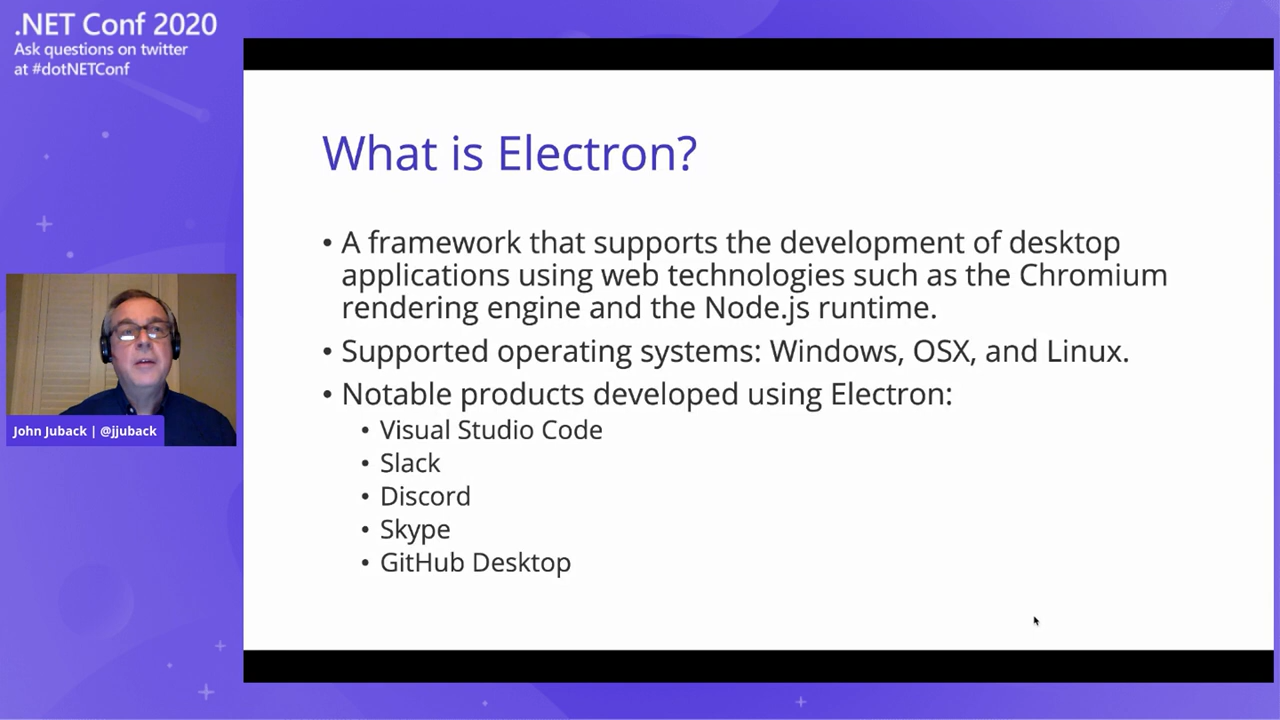 .NET Conf 2020
Ask questions on twitter
at #dotNETConf
What is Electron?
• A framework that supports the development of desktop
applications using web technologies such as the Chromium
rendering engine and the Node.js runtime.
• Supported operating systems: Windows, OSX, and Linux.
• Notable products developed using Electron:
• Visual Studio Code
• Slack
• Discord
• Skype
• GitHub Desktop
John Juback | @jjuback